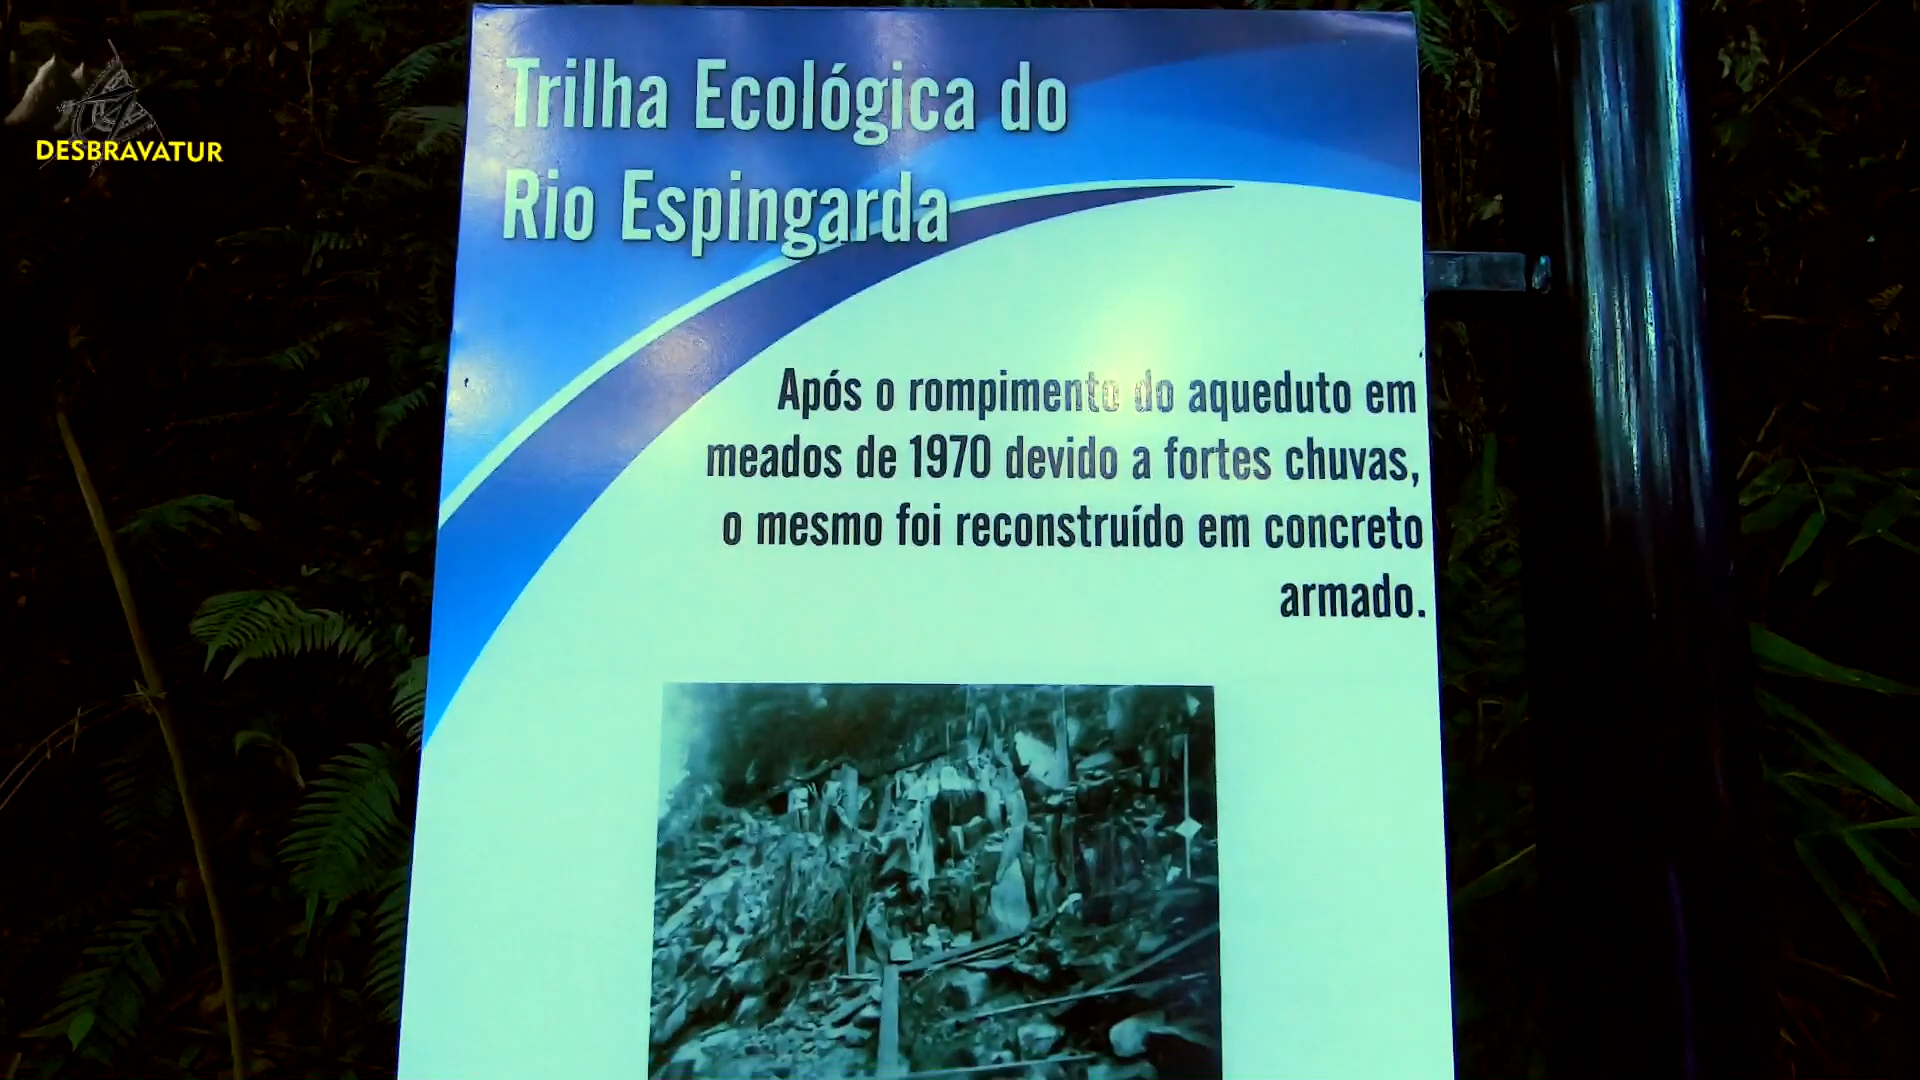 DESBRAVATUR
Trilha Ecológica do
Rio Espingarda
Após o rompimento do aqueduto em
meados de 1970 devido a fortes chuvas,
o mesmo foi reconstruído em concreto
armado.